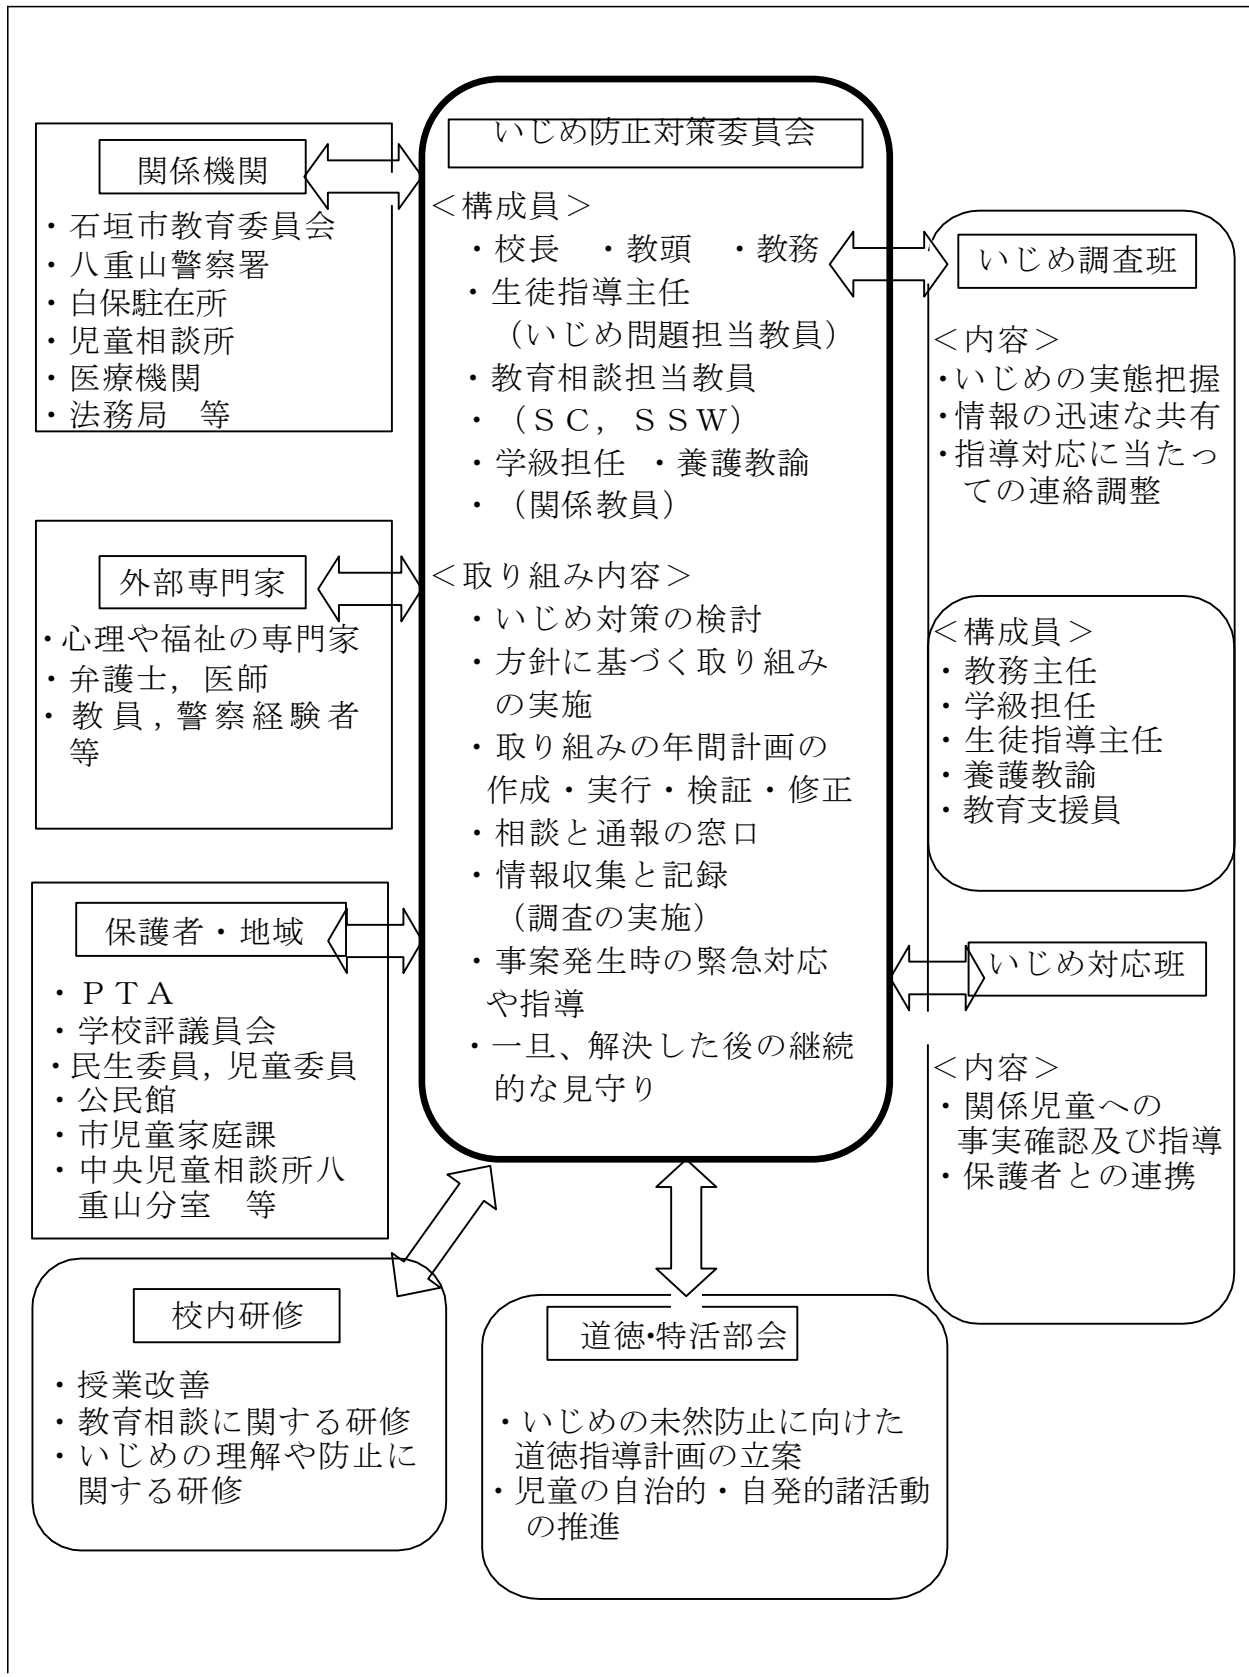 いじめ防止対策委員会
＜構成員＞
・校長　・教頭　・教務
・生徒指導主任
（いじめ問題担当教員）
・教育相談担当教員
・（ＳＣ，ＳＳＷ）
・学級担任　・養護教諭
・（関係教員）
＜取り組み内容＞
・いじめ対策の検討
・方針に基づく取り組み
の実施
・取り組みの年間計画の
作成・実行・検証・修正
・相談と通報の窓口
・情報収集と記録
（調査の実施）
・事案発生時の緊急対応
や指導
・一旦、解決した後の継続
的な見守り
関係機関
・石垣市教育委員会
・八重山警察署
・白保駐在所
・児童相談所
・医療機関
・法務局　等
外部専門家
・心理や福祉の専門家
・弁護士，医師
・教員，警察経験者
等
保護者・地域
・ＰＴＡ
・学校評議員会
・民生委員，児童委員
・公民館
・市児童家庭課
・中央児童相談所八
重山分室　等
いじめ調査班
＜内容＞
・いじめの実態把握
・情報の迅速な共有
・指導対応に当たっ
ての連絡調整
＜構成員＞
・教務主任
・学級担任
・生徒指導主任
・養護教諭
・教育支援員
いじめ対応班
＜内容＞
・関係児童への
事実確認及び指導
・保護者との連携
校内研修
・授業改善
・教育相談に関する研修
・いじめの理解や防止に
関する研修
道徳・特活部会
・いじめの未然防止に向けた
道徳指導計画の立案
・児童の自治的・自発的諸活動
の推進